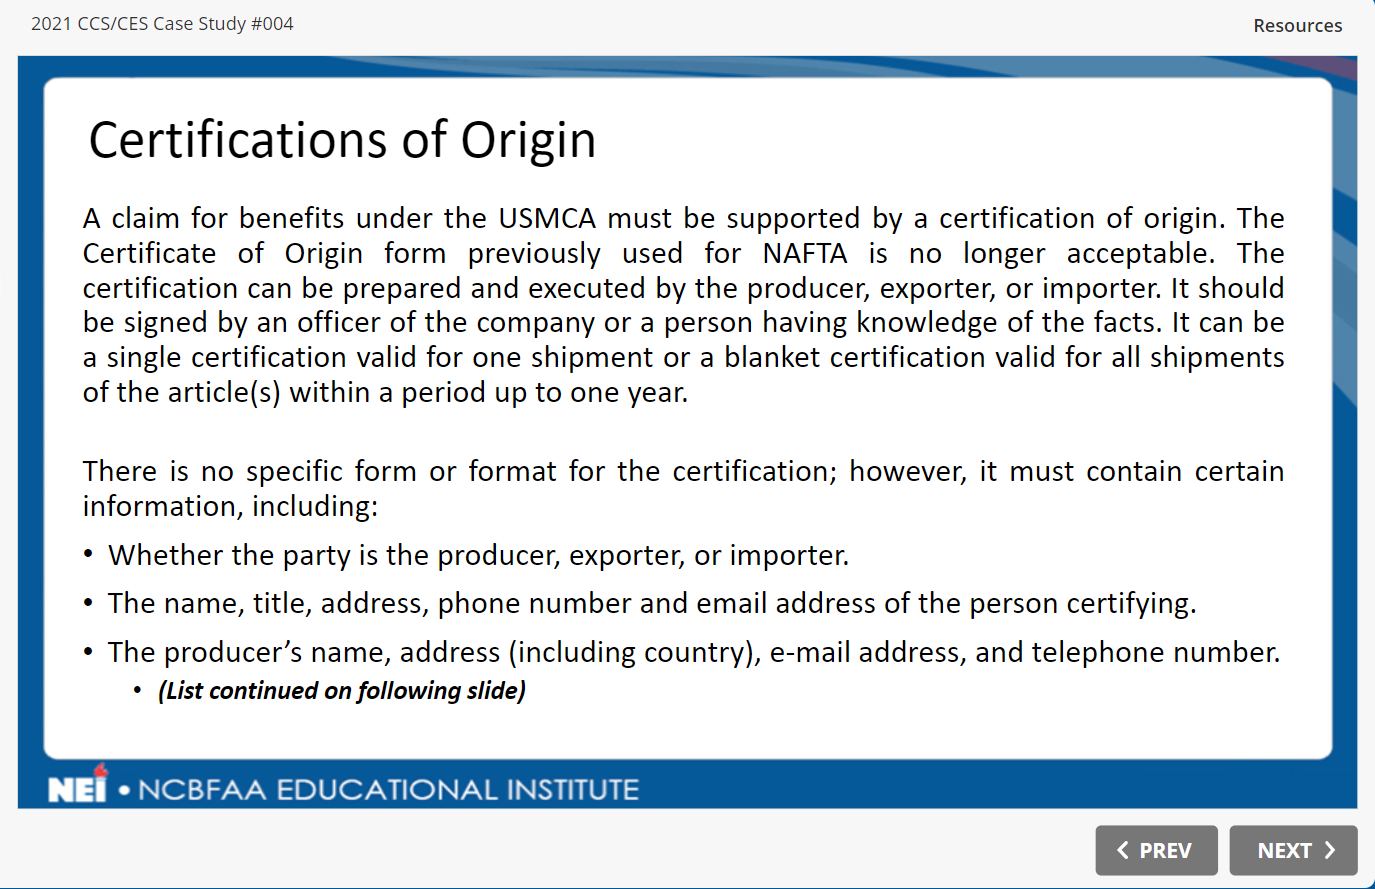 2021 CCS/CES Case Study #004
Resources
Certifications of Origin
A claim for benefits under the USMCA must be supported by a certification of origin. The
Certificate of Origin form previously used for NAFTA is no longer acceptable. The
certification can be prepared and executed by the producer, exporter, or importer. It should
be signed by an officer of the company or a person having knowledge of the facts. It can be
a single certification valid for one shipment or a blanket certification valid for all shipments
of the article(s) within a period up to one year.
There is no specific form or format for the certification; however, it must contain certain
information, including:
• Whether the party is the producer, exporter, or importer.
• The name, title, address, phone number and email address of the person certifying.
• The producer’s name, address (including country), e-mail address, and telephone number.
• (List continued on following slide)
NEI • NCBFAA EDUCATIONAL INSTITUTE
PREV
NEXT